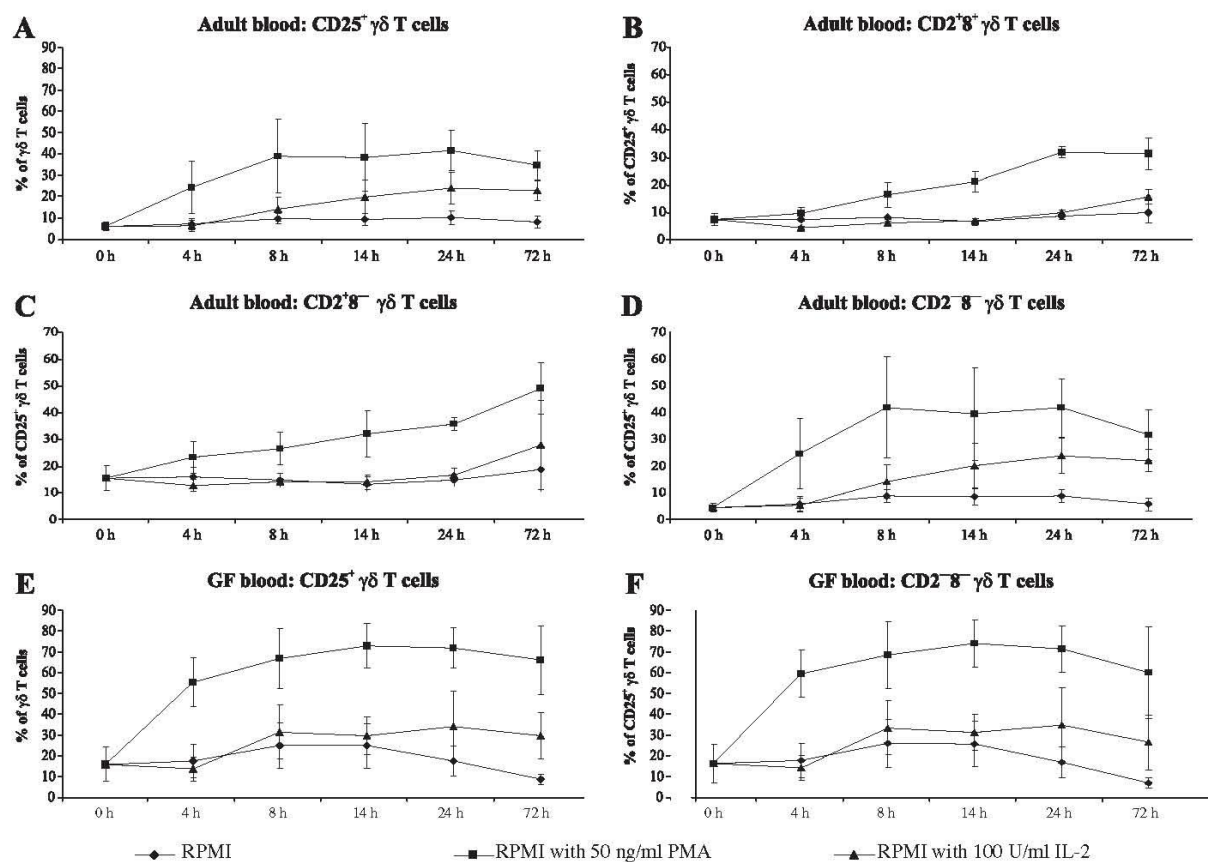 A Adult blood: CD25⁺ γδ T cells
% of γδ T cells
90
80
70
60
50
40
30
20
10
0
0 h 4 h 8 h 14 h 24 h 72 h
B Adult blood: CD2⁺8⁺ γδ T cells
% of CD25⁺ γδ T cells
70
60
50
40
30
20
10
0
0 h 4 h 8 h 14 h 24 h 72 h
C Adult blood: CD2⁺8⁻ γδ T cells
% of CD25⁺ γδ T cells
70
60
50
40
30
20
10
0
0 h 4 h 8 h 14 h 24 h 72 h
D Adult blood: CD2⁻8⁻ γδ T cells
% of CD25⁺ γδ T cells
70
60
50
40
30
20
10
0
0 h 4 h 8 h 14 h 24 h 72 h
E GF blood: CD25⁺ γδ T cells
% of γδ T cells
90
80
70
60
50
40
30
20
10
0
0 h 4 h 8 h 14 h 24 h 72 h
F GF blood: CD2⁻8⁻ γδ T cells
% of CD25⁺ γδ T cells
90
80
70
60
50
40
30
20
10
0
0 h 4 h 8 h 14 h 24 h 72 h
RPMI RPMI with 50 ng/ml PMA RPMI with 100 U/ml IL-2